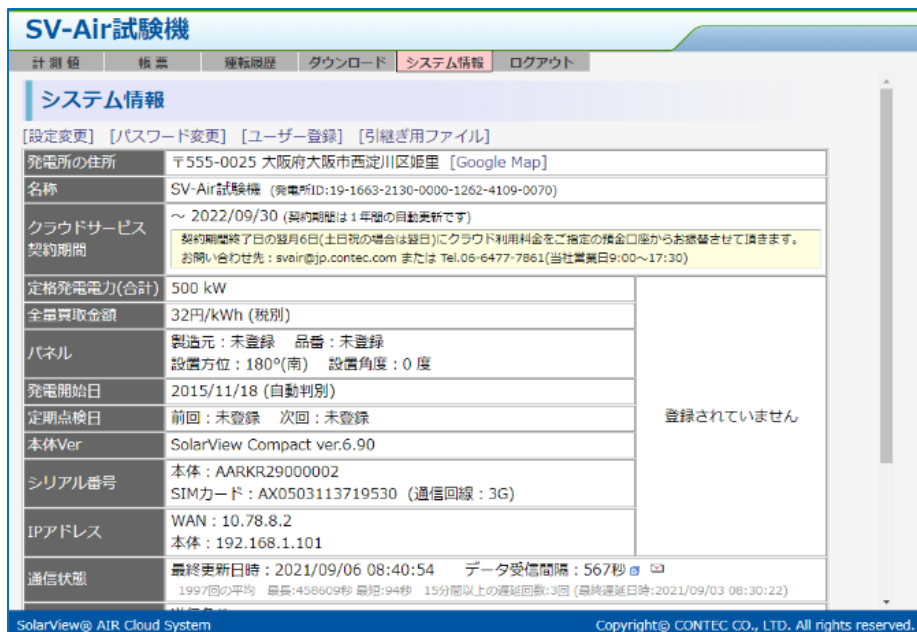 SV-Air試験機
計測値 帳票 運転履歴 ダウンロード システム情報 ログアウト
システム情報
[設定変更] [パスワード変更] [ユーザー登録] [引継ぎ用ファイル]
発電所の住所 〒555-0025 大阪府大阪市西淀川区姫里 [Google Map]
名称 SV-Air試験機 (発電所ID:19-1663-2130-0000-1262-4109-0070)
クラウドサービス
契約期間
～ 2022/09/30 (契約期間は1年間の自動更新です)
契約期間終了日の翌月6日(土日祝の場合は翌日)にクラウド利用料金をご指定の預金口座からお振替させて頂きます。
お問い合わせ先：svair@jp.contec.com または Tel.06-6477-7861(当社営業日9:00～17:30)
定格発電電力(合計) 500 kW
全量買取金額 32円/kWh (税別)
パネル
製造元：未登録 品番：未登録
設置方位：180°(南) 設置角度：0 度
発電開始日 2015/11/18 (自動判別)
定期点検日 前回：未登録 次回：未登録
登録されていません
本体Ver SolarView Compact ver.6.90
シリアル番号
本体：AARKR29000002
SIMカード：AX0503113719530 (通信回線：3G)
IPアドレス
WAN：10.78.8.2
本体：192.168.1.101
通信状態
最終更新日時：2021/09/06 08:40:54 データ受信間隔：567秒
1997回の平均 最長:458609秒 最短:94秒 15分間以上の遅延回数:3回 (最終遅延日時:2021/09/03 08:30:22)
SolarView® AIR Cloud System Copyright© CONTEC CO., LTD. All rights reserved.